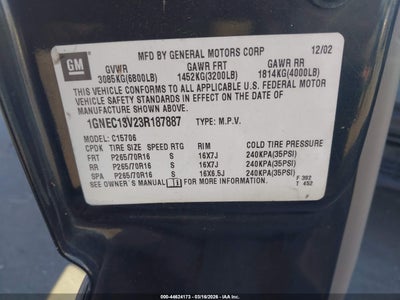 GM
MFD BY GENERAL MOTORS CORP 12/02
GVWR GAWR FRT GAWR RR
3085KG(6800LB) 1452KG(3200LB) 1814KG(4000LB)
THIS VEHICLE CONFORMS TO ALL APPLICABLE U.S. FEDERAL MOTOR
VEHICLE SAFETY STANDARDS IN EFFECT ON THE DATE OF
MANUFACTURE SHOWN ABOVE.
1GNEC13V23R187887 TYPE: M.P.V.
MODEL: C15706
CPDK TIRE SIZE SPEED RTG RIM COLD TIRE PRESSURE
FRT P265/70R16 S 16X7J 240KPA(35PSI)
RR P265/70R16 S 16X7J 240KPA(35PSI)
SPA P265/70R16 S 16X6.5J 240KPA(35PSI)
SEE OWNER'S MANUAL FOR MORE INFORMATION.
F 392
T 452
IAA: 44624173 - 03/18/2026 © IAA, LLC